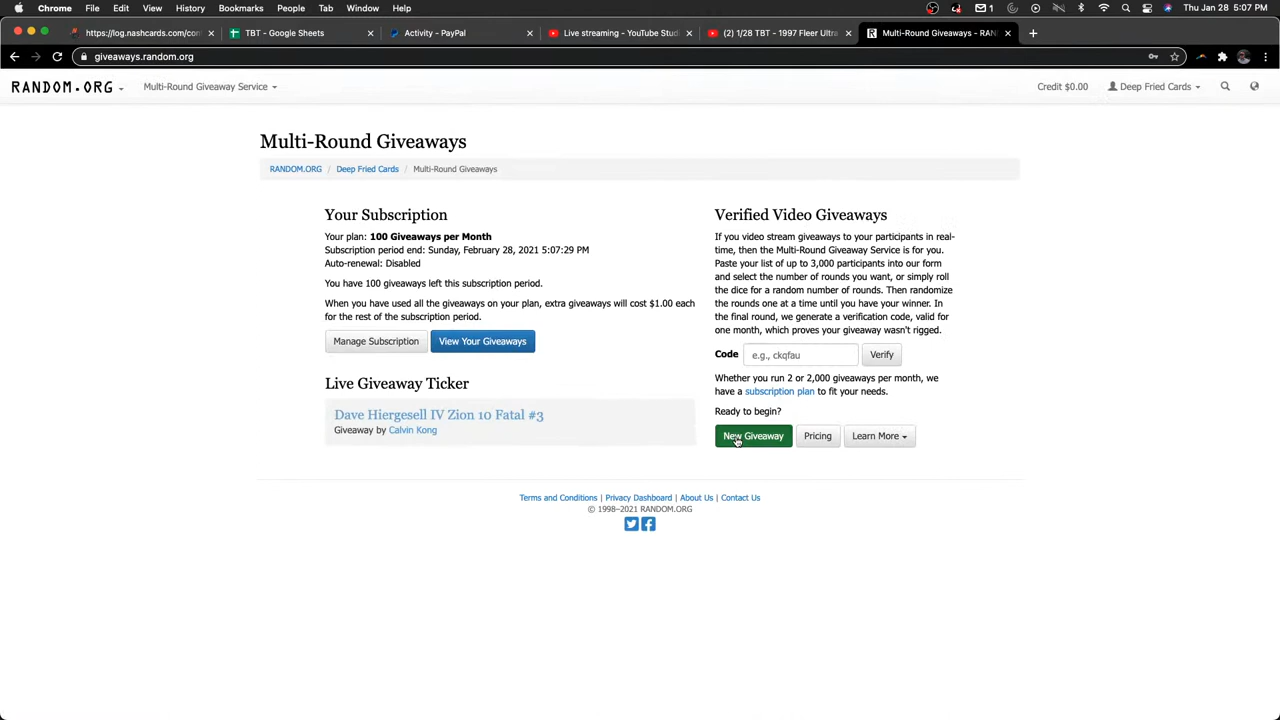 Chrome File Edit View History Bookmarks People Tab Window Help 1 Thu Jan 28 5:07 PM
https://log.nashcards.com/con TBT - Google Sheets Activity - PayPal Live streaming - YouTube Stud (2) 1/28 TBT - 1997 Fleer Ultra Multi-Round Giveaways - RAN
giveaways.random.org
RANDOM.ORG Multi-Round Giveaway Service Credit $0.00 Deep Fried Cards
Multi-Round Giveaways
RANDOM.ORG / Deep Fried Cards / Multi-Round Giveaways
Your Subscription
Your plan: 100 Giveaways per Month
Subscription period end: Sunday, February 28, 2021 5:07:29 PM
Auto-renewal: Disabled
You have 100 giveaways left this subscription period.
When you have used all the giveaways on your plan, extra giveaways will cost $1.00 each
for the rest of the subscription period.
Manage Subscription View Your Giveaways
Live Giveaway Ticker
Dave Hiergesell IV Zion 10 Fatal #3
Giveaway by Calvin Kong
Verified Video Giveaways
If you video stream giveaways to your participants in real-
time, then the Multi-Round Giveaway Service is for you.
Paste your list of up to 3,000 participants into our form
and select the number of rounds you want, or simply roll
the dice for a random number of rounds. Then randomize
the rounds one at a time until you have your winner. In
the final round, we generate a verification code, valid for
one month, which proves your giveaway wasn't rigged.
Code e.g., ckqfau Verify
Whether you run 2 or 2,000 giveaways per month, we
have a subscription plan to fit your needs.
Ready to begin?
New Giveaway Pricing Learn More
Terms and Conditions | Privacy Dashboard | About Us | Contact Us
© 1998–2021 RANDOM.ORG